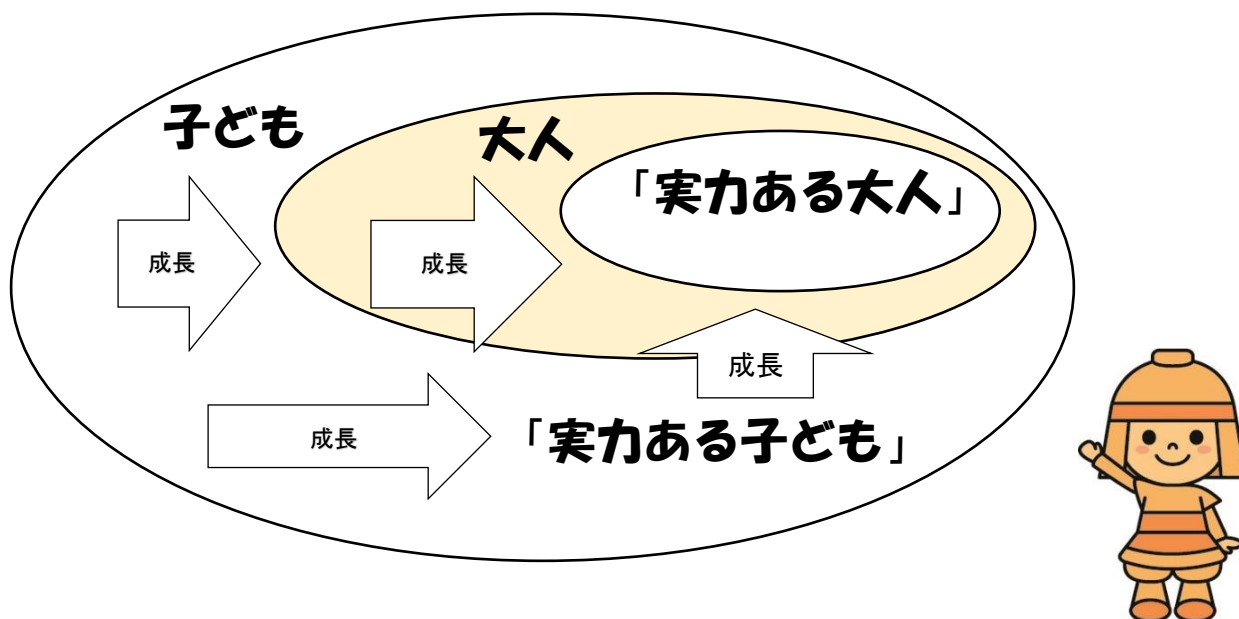 子ども
大人
「実力ある大人」
成長
成長
成長
成長
「実力ある子ども」